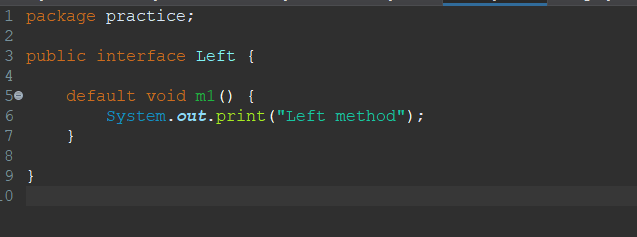 1 package practice;
2
3 public interface Left {
4
5 default void m1() {
6 System.out.print("Left method");
7 }
8
9 }
10